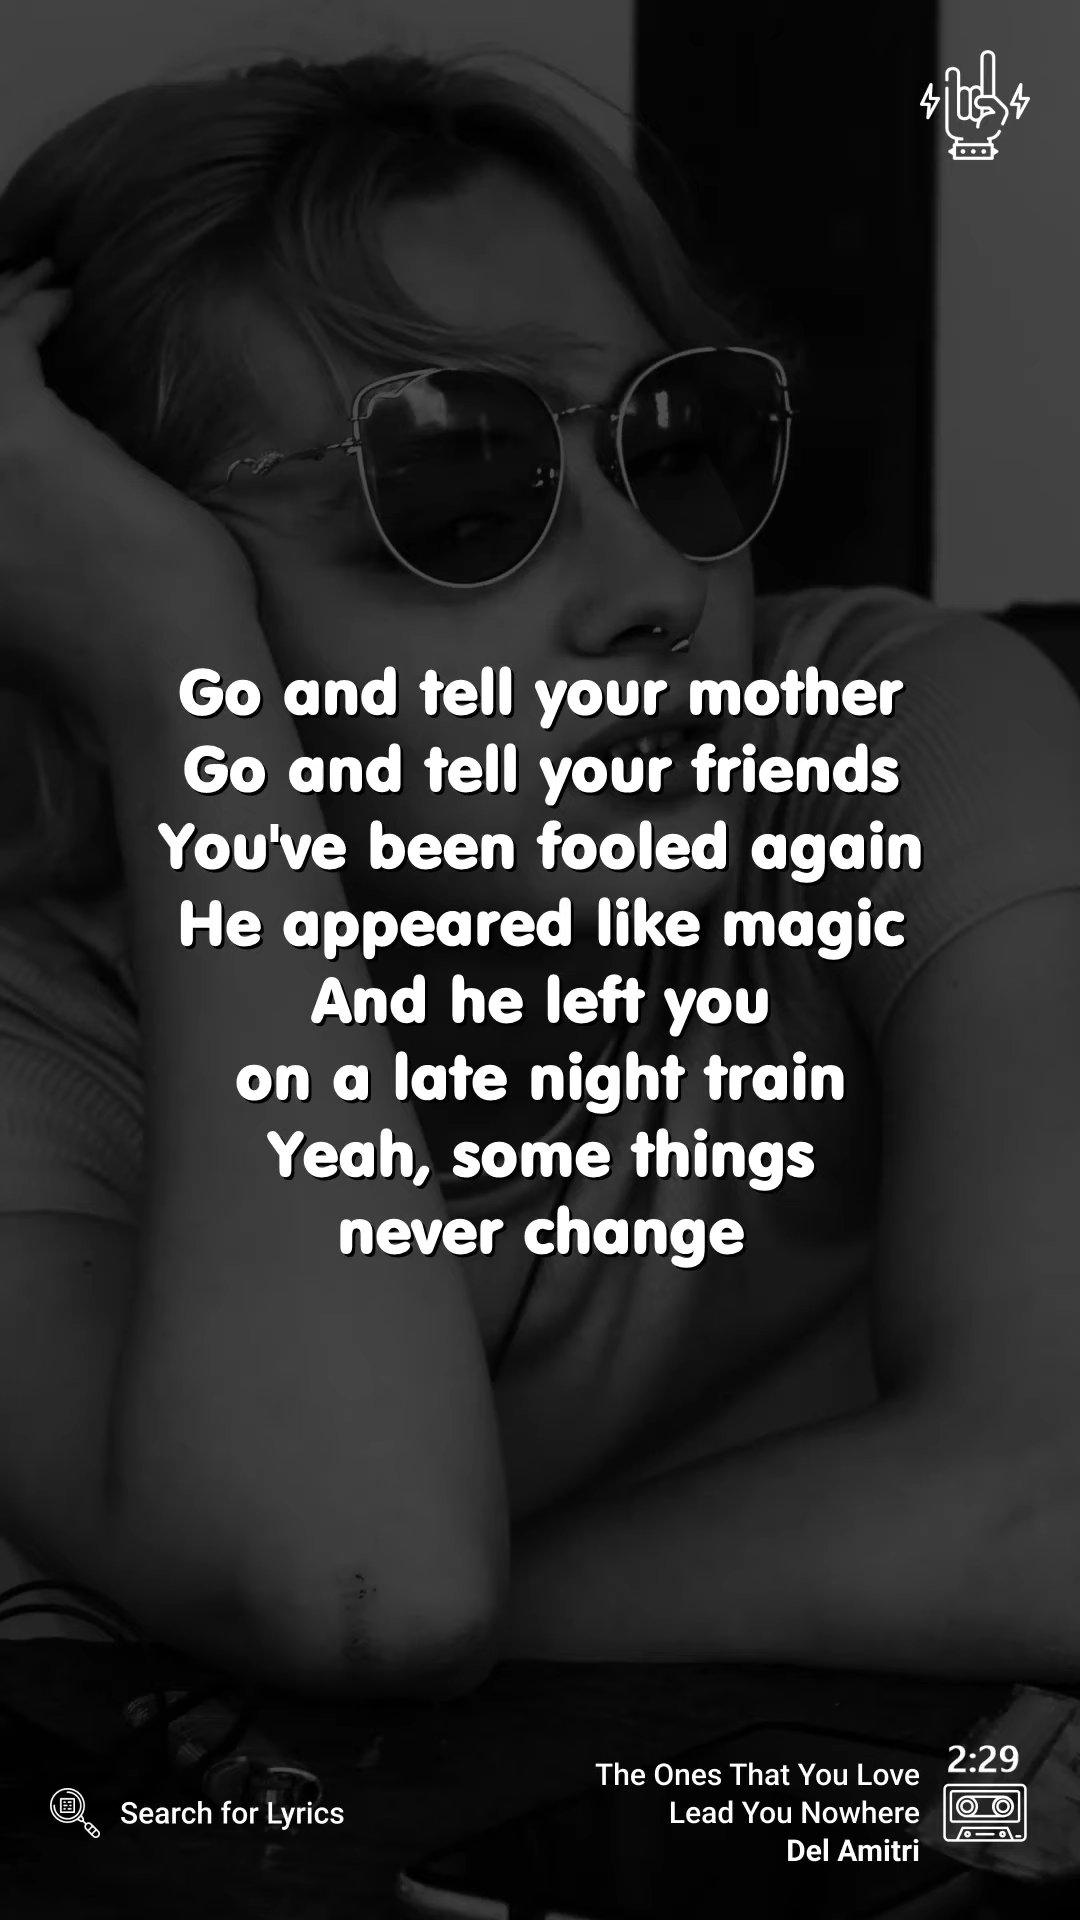 Go and tell your mother
Go and tell your friends
You've been fooled again
He appeared like magic
And he left you
on a late night train
Yeah, some things
never change
2:29
The Ones That You Love
Lead You Nowhere
Del Amitri
Search for Lyrics